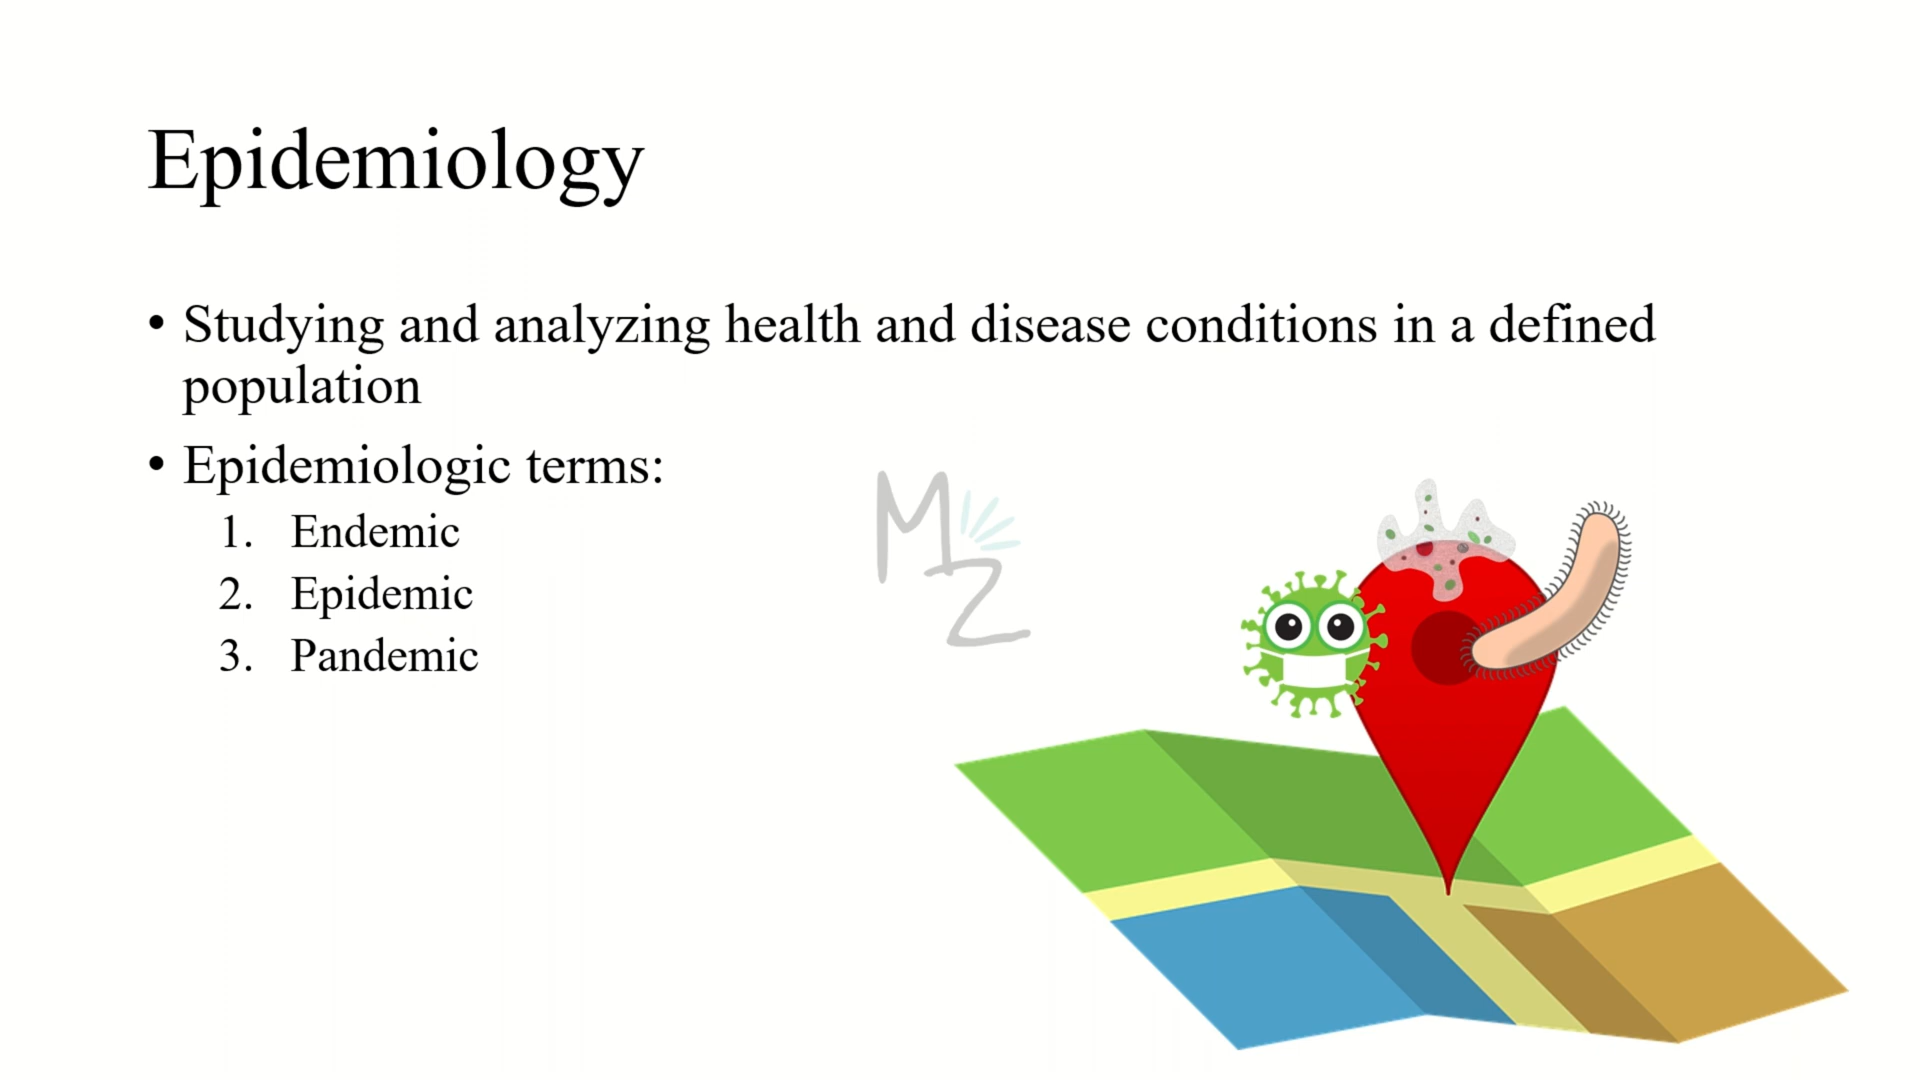 Epidemiology
• Studying and analyzing health and disease conditions in a defined
population
• Epidemiologic terms:
1. Endemic
2. Epidemic
3. Pandemic
MZ